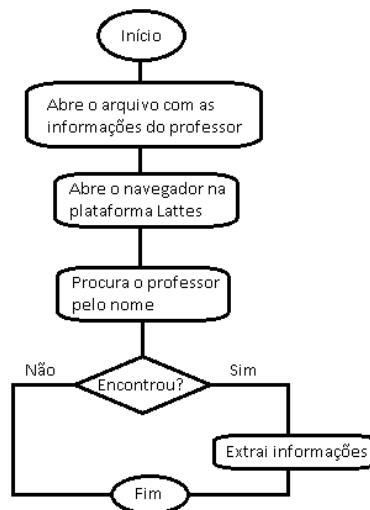 Início
Abre o arquivo com as
informações do professor
Abre o navegador na
plataforma Lattes
Procura o professor
pelo nome
Não
Encontrou?
Sim
Extrai informações
Fim